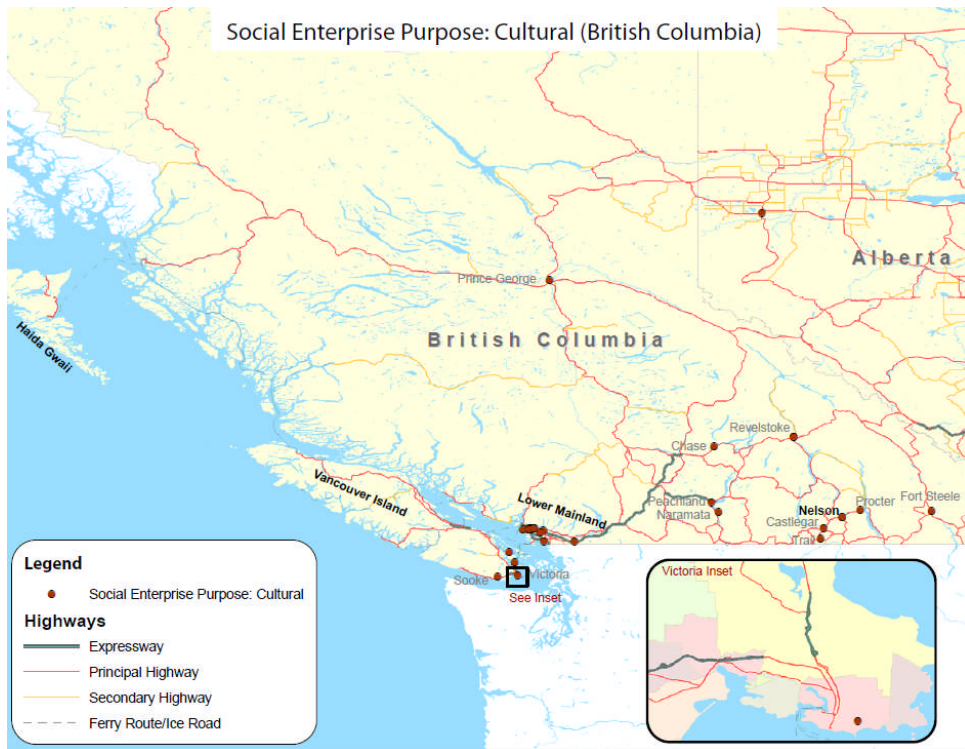 Social Enterprise Purpose: Cultural (British Columbia)
Alberta
Prince George
British Columbia
Haida Gwaii
Revelstoke
Chase
Vancouver Island
Lower Mainland
Peachland
Naramata
Nelson
Procter
Fort Steele
Castlegar
Trail
Sooke
Victoria
See Inset
Legend
Social Enterprise Purpose: Cultural
Highways
Expressway
Principal Highway
Secondary Highway
Ferry Route/Ice Road
Victoria Inset